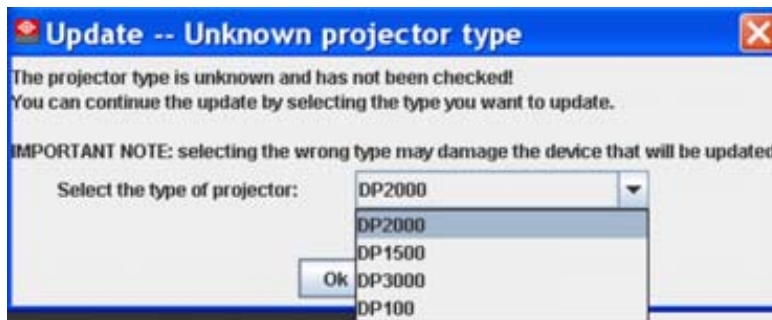 Update -- Unknown projector type
The projector type is unknown and has not been checked!
You can continue the update by selecting the type you want to update.
IMPORTANT NOTE: selecting the wrong type may damage the device that will be updated
Select the type of projector: DP2000
DP2000
DP1500
Ok DP3000
DP100